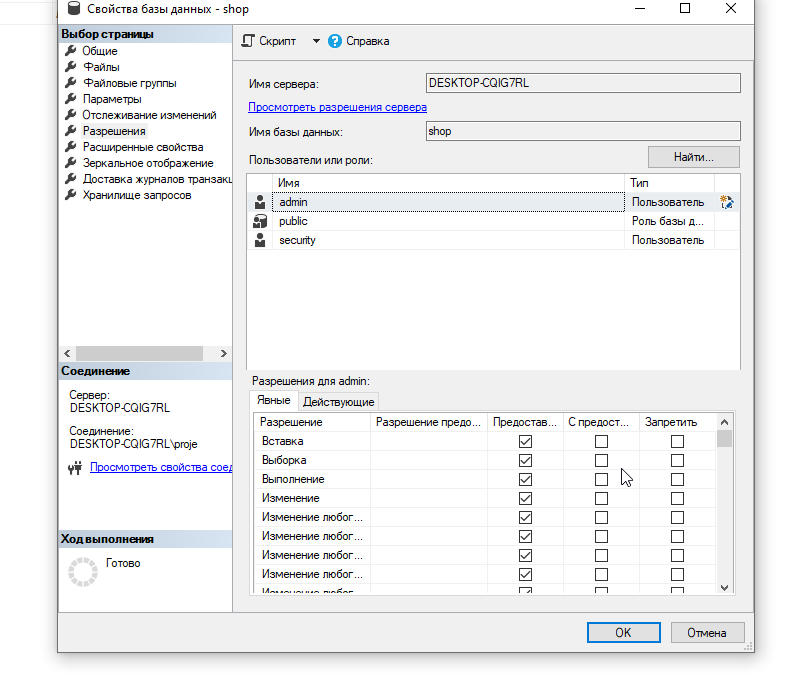 Свойства базы данных - shop
Выбор страницы
Общие
Файлы
Файловые группы
Параметры
Отслеживание изменений
Разрешения
Расширенные свойства
Зеркальное отображение
Доставка журналов транзакц
Хранилище запросов
Соединение
Сервер:
DESKTOP-CQIG7RL
Соединение:
DESKTOP-CQIG7RL\proje
Просмотреть свойства соед
Ход выполнения
Готово
Скрипт Справка
Имя сервера: DESKTOP-CQIG7RL
Просмотреть разрешения сервера
Имя базы данных: shop
Пользователи или роли: Найти...
Имя Тип
admin Пользователь
public Роль базы д...
security Пользователь
Разрешения для admin:
Явные Действующие
Разрешение Разрешение предо... Предостав... С предост... Запретить
Вставка
Выборка
Выполнение
Изменение
Изменение любог...
Изменение любог...
Изменение любог...
Изменение любог...
Изменение любог...
OK Отмена